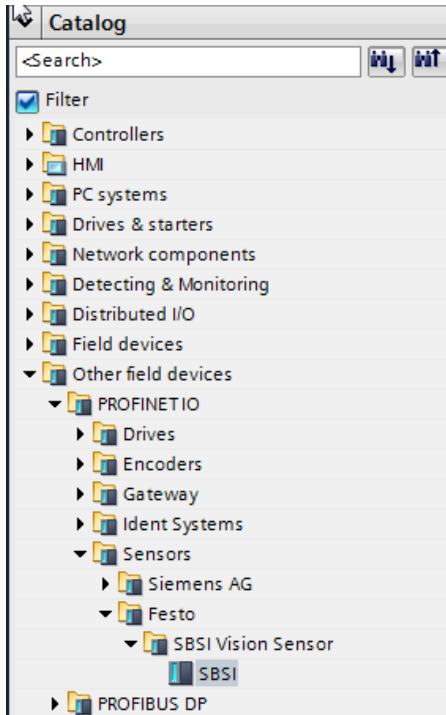 Catalog
<Search>
Filter
Controllers
HMI
PC systems
Drives & starters
Network components
Detecting & Monitoring
Distributed I/O
Field devices
Other field devices
PROFINET IO
Drives
Encoders
Gateway
Ident Systems
Sensors
Siemens AG
Festo
SBSI Vision Sensor
SBSI
PROFIBUS DP